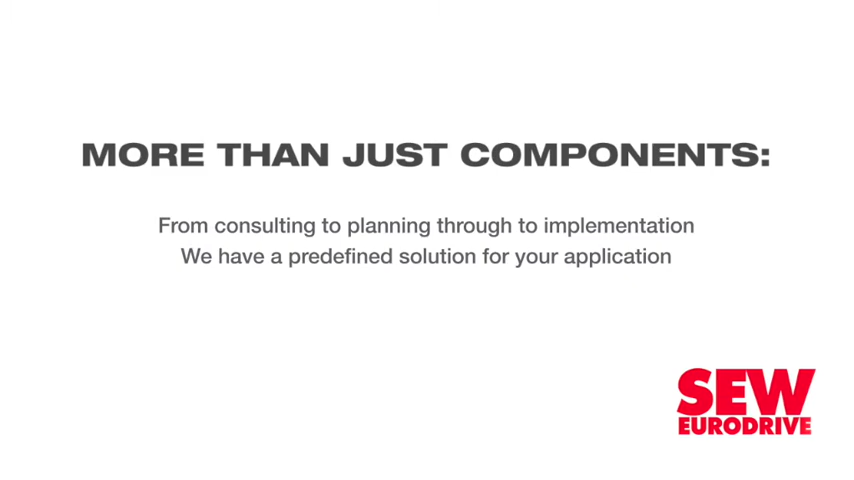 MORE THAN JUST COMPONENTS:
From consulting to planning through to implementation
We have a predefined solution for your application
SEW
EURODRIVE